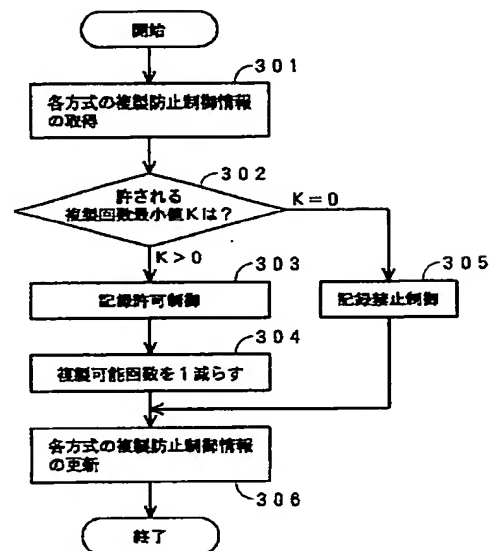 開始
301
各方式の複製防止制御情報
の取得
302
許される
複製回数最小値Kは？
K=0
K>0
303
記録許可制御
305
記録禁止制御
304
複製可能回数を1減らす
各方式の複製防止制御情報
の更新
306
終了